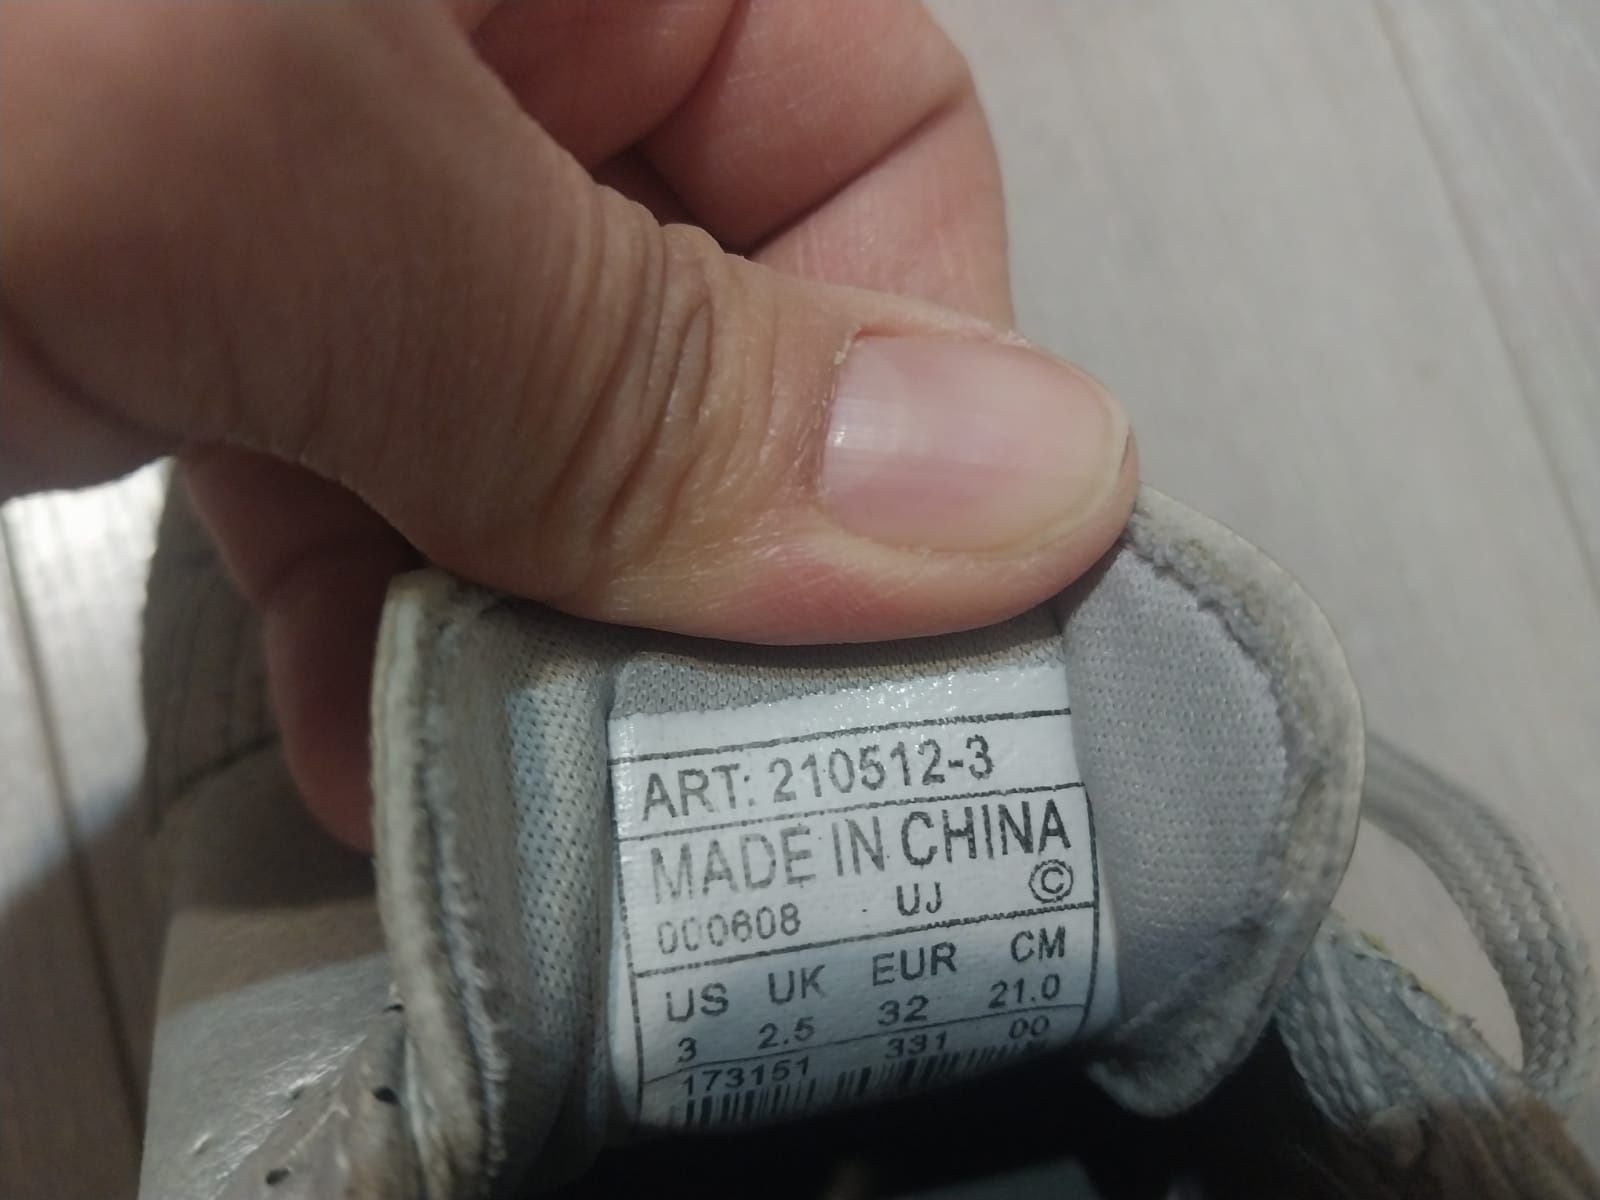 ART: 210512-3
MADE IN CHINA
000608 UJ ©
US UK EUR CM
3 2.5 32 21.0
173151 331 00